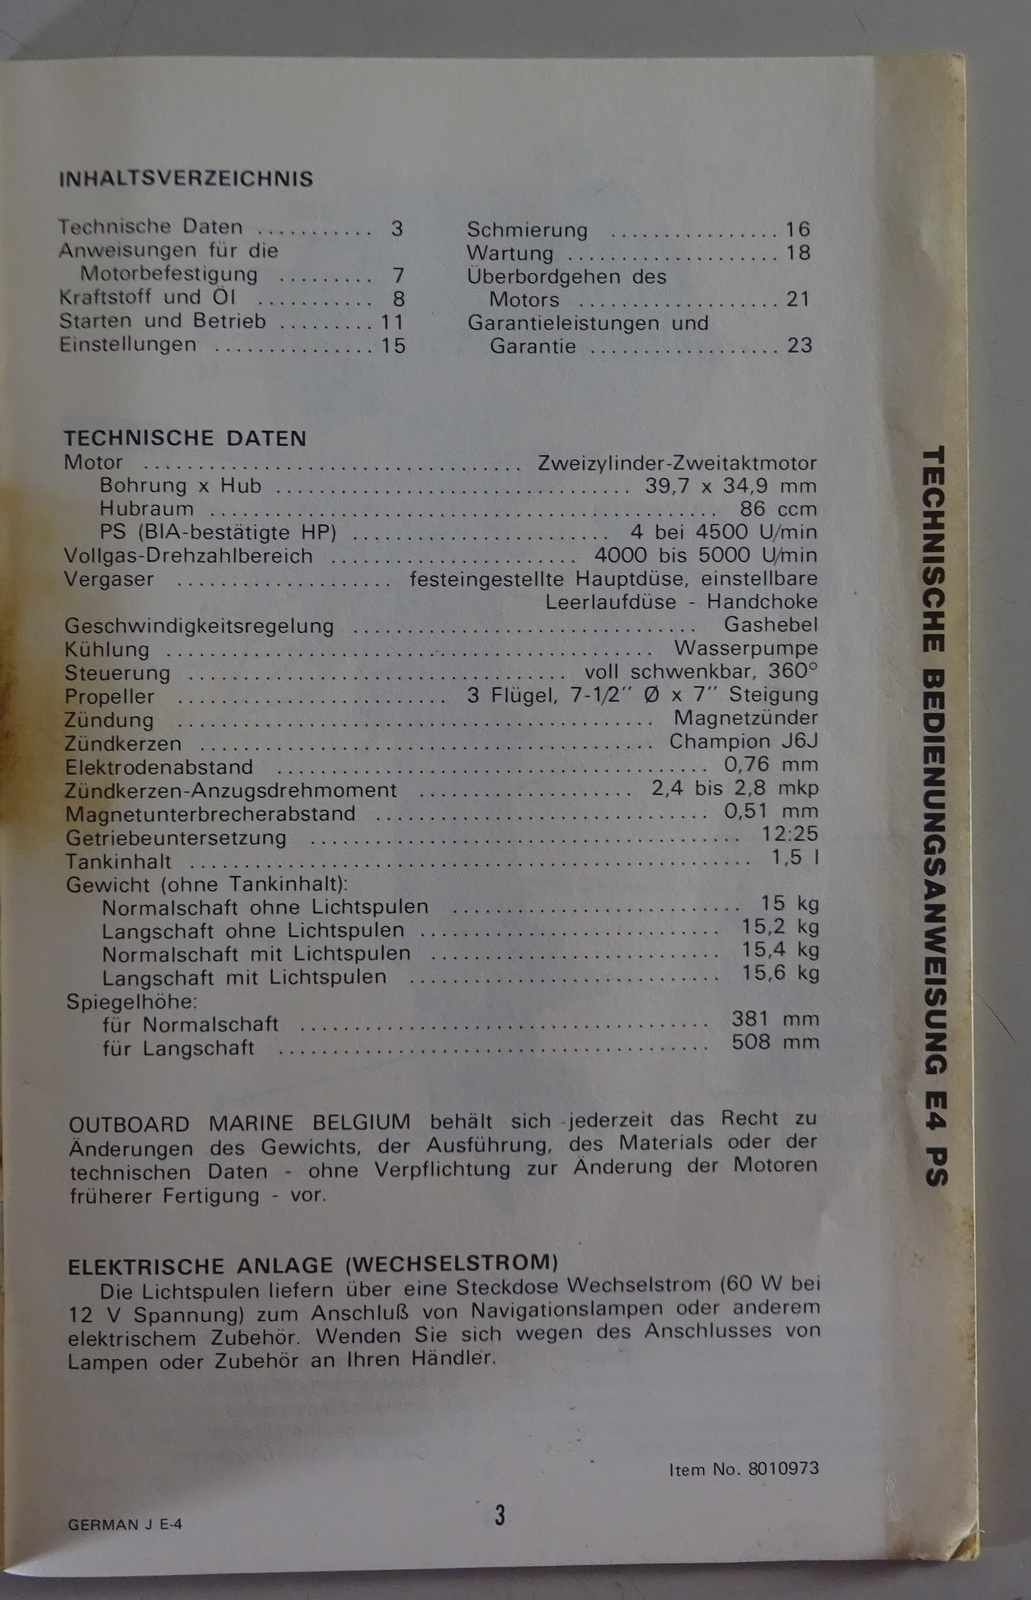 INHALTSVERZEICHNIS
Technische Daten ........... 3
Anweisungen für die
Motorbefestigung ......... 7
Kraftstoff und Öl ........... 8
Starten und Betrieb ......... 11
Einstellungen ............... 15
Schmierung ................ 16
Wartung .................... 18
Überbordgehen des
Motors ................... 21
Garantieleistungen und
Garantie .................. 23
TECHNISCHE DATEN
Motor .................................. Zweizylinder-Zweitaktmotor
Bohrung x Hub ................................ 39,7 x 34,9 mm
Hubraum .............................................. 86 ccm
PS (BIA-bestätigte HP) ....................... 4 bei 4500 U/min
Vollgas-Drehzahlbereich ...................... 4000 bis 5000 U/min
Vergaser ................... festeingestellte Hauptdüse, einstellbare
Leerlaufdüse - Handchoke
Geschwindigkeitsregelung ............................... Gashebel
Kühlung ............................................ Wasserpumpe
Steuerung .................................. voll schwenkbar, 360°
Propeller ........................ 3 Flügel, 7-1/2″ Ø x 7″ Steigung
Zündung ........................................... Magnetzünder
Zündkerzen ......................................... Champion J6J
Elektrodenabstand ....................................... 0,76 mm
Zündkerzen-Anzugsdrehmoment ................... 2,4 bis 2,8 mkp
Magnetunterbrecherabstand .............................. 0,51 mm
Getriebeuntersetzung ....................................... 12:25
Tankinhalt ................................................... 1,5 l
Gewicht (ohne Tankinhalt):
Normalschaft ohne Lichtspulen .......................... 15 kg
Langschaft ohne Lichtspulen ........................... 15,2 kg
Normalschaft mit Lichtspulen .......................... 15,4 kg
Langschaft mit Lichtspulen ............................ 15,6 kg
Spiegelhöhe:
für Normalschaft ..................................... 381 mm
für Langschaft ....................................... 508 mm
OUTBOARD MARINE BELGIUM behält sich jederzeit das Recht zu
Änderungen des Gewichts, der Ausführung, des Materials oder der
technischen Daten - ohne Verpflichtung zur Änderung der Motoren
früherer Fertigung - vor.
ELEKTRISCHE ANLAGE (WECHSELSTROM)
Die Lichtspulen liefern über eine Steckdose Wechselstrom (60 W bei
12 V Spannung) zum Anschluß von Navigationslampen oder anderem
elektrischem Zubehör. Wenden Sie sich wegen des Anschlusses von
Lampen oder Zubehör an Ihren Händler.
Item No. 8010973
GERMAN J E-4
3
TECHNISCHE BEDIENUNGSANWEISUNG E4 PS